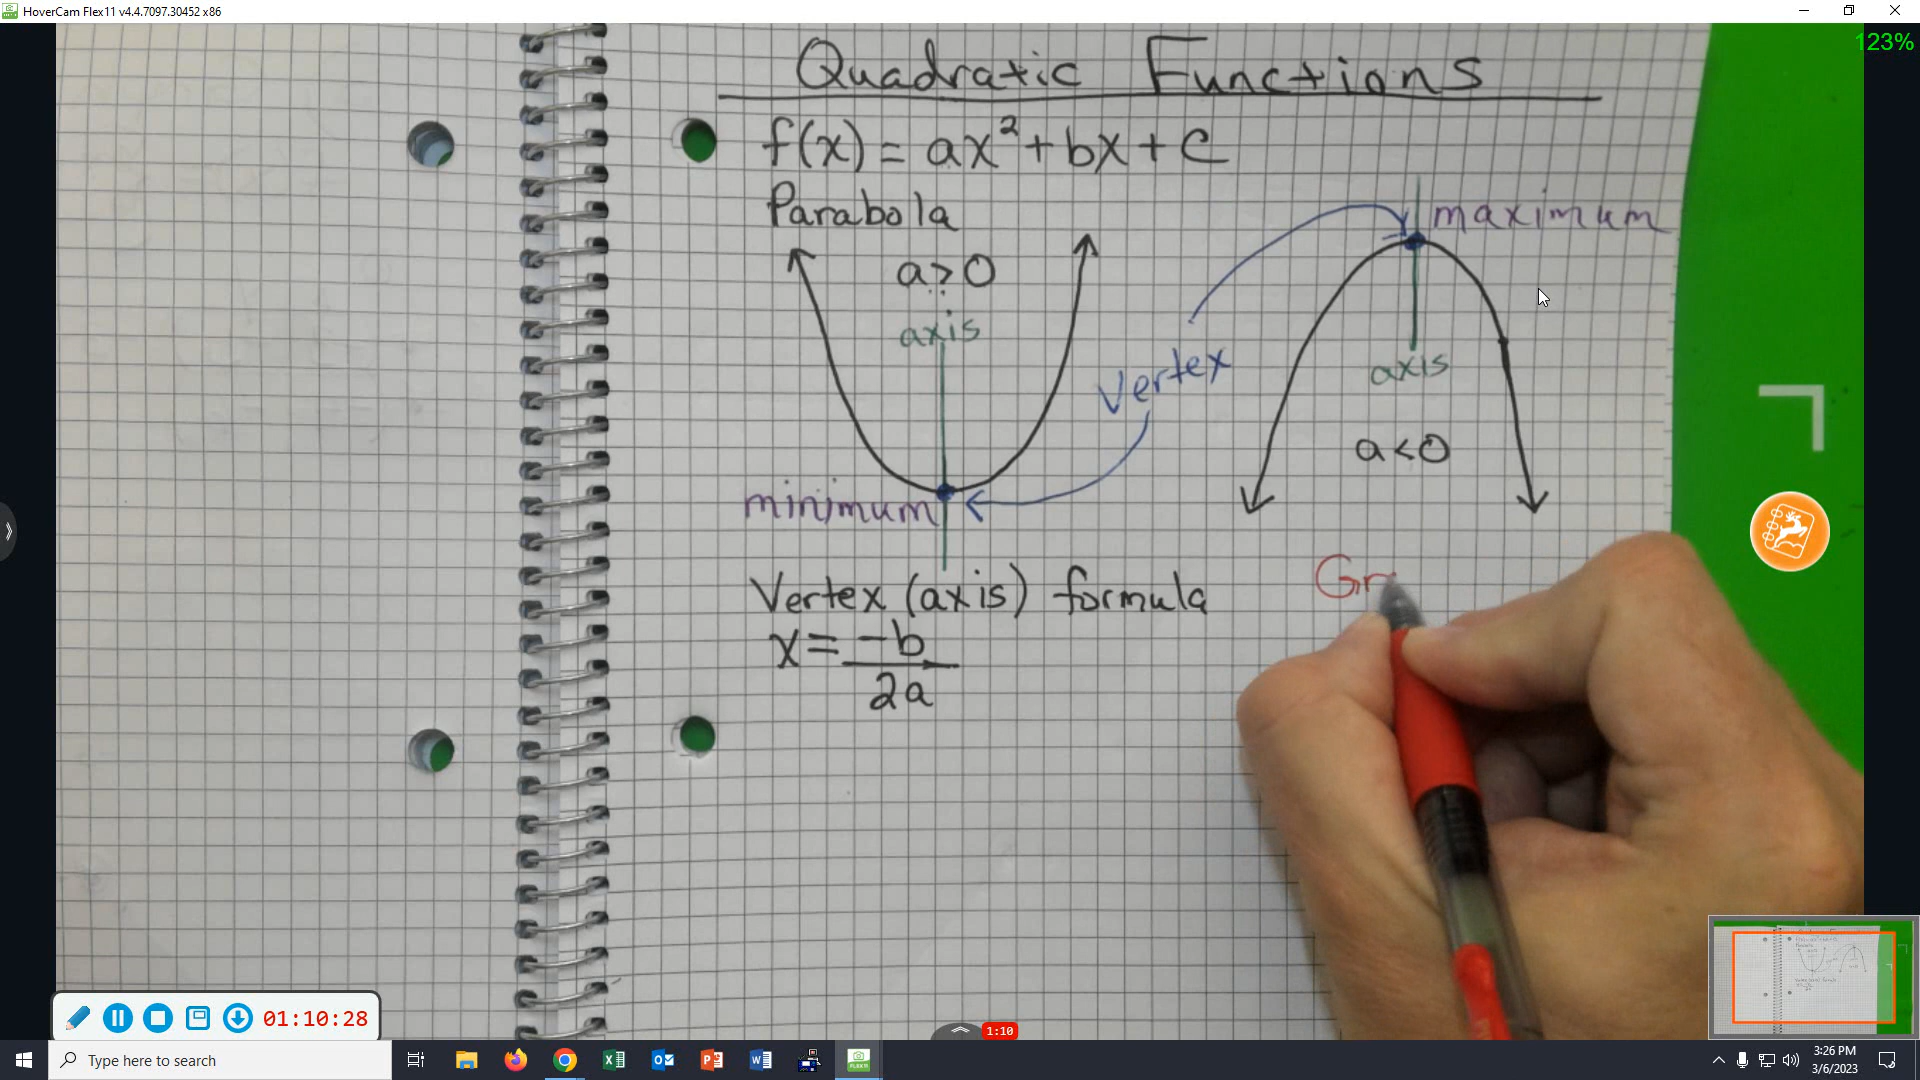 HoverCam Flex11 v4.4.7097.30452 x86
123%
Quadratic Functions
f(x) = ax² + bx + c
Parabola
maximum
a > 0
axis
Vertex
axis
a < 0
minimum
Vertex (axis) formula
Gr
x = -b
2a
01:10:28
1:10
Type here to search
3:26 PM
3/6/2023